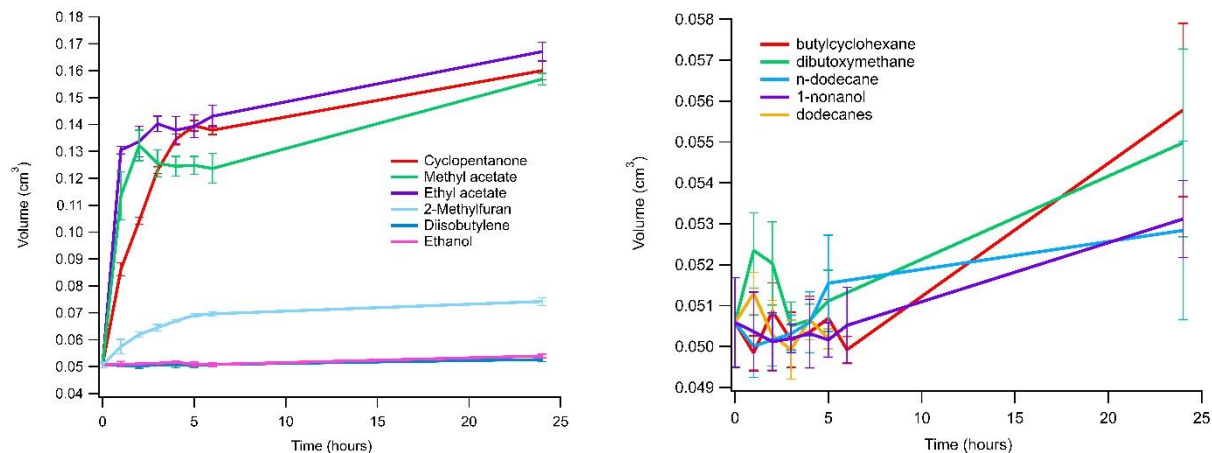 0.18
0.17
0.16
0.15
0.14
0.13
0.12
0.11
0.10
0.09
0.08
0.07
0.06
0.05
0.04
Volume (cm³)
Cyclopentanone
Methyl acetate
Ethyl acetate
2-Methylfuran
Diisobutylene
Ethanol
0 5 10 15 20 25
Time (hours)
0.058
0.057
0.056
0.055
0.054
0.053
0.052
0.051
0.050
0.049
Volume (cm³)
butylcyclohexane
dibutoxymethane
n-dodecane
1-nonanol
dodecanes
0 5 10 15 20 25
Time (hours)